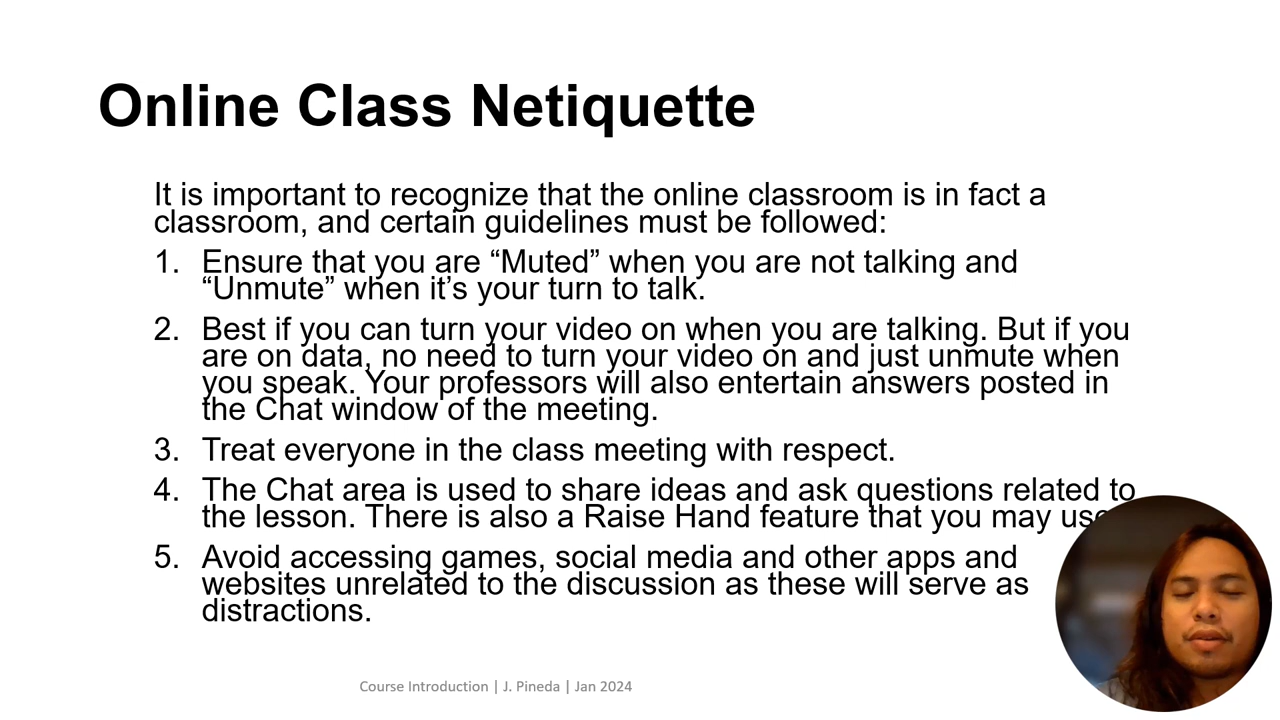 Online Class Netiquette
It is important to recognize that the online classroom is in fact a
classroom, and certain guidelines must be followed:
1. Ensure that you are “Muted” when you are not talking and
“Unmute” when it’s your turn to talk.
2. Best if you can turn your video on when you are talking. But if you
are on data, no need to turn your video on and just unmute when
you speak. Your professors will also entertain answers posted in
the Chat window of the meeting.
3. Treat everyone in the class meeting with respect.
4. The Chat area is used to share ideas and ask questions related to
the lesson. There is also a Raise Hand feature that you may
5. Avoid accessing games, social media and other apps and
websites unrelated to the discussion as these will serve as
distractions.
Course Introduction | J. Pineda | Jan 2024